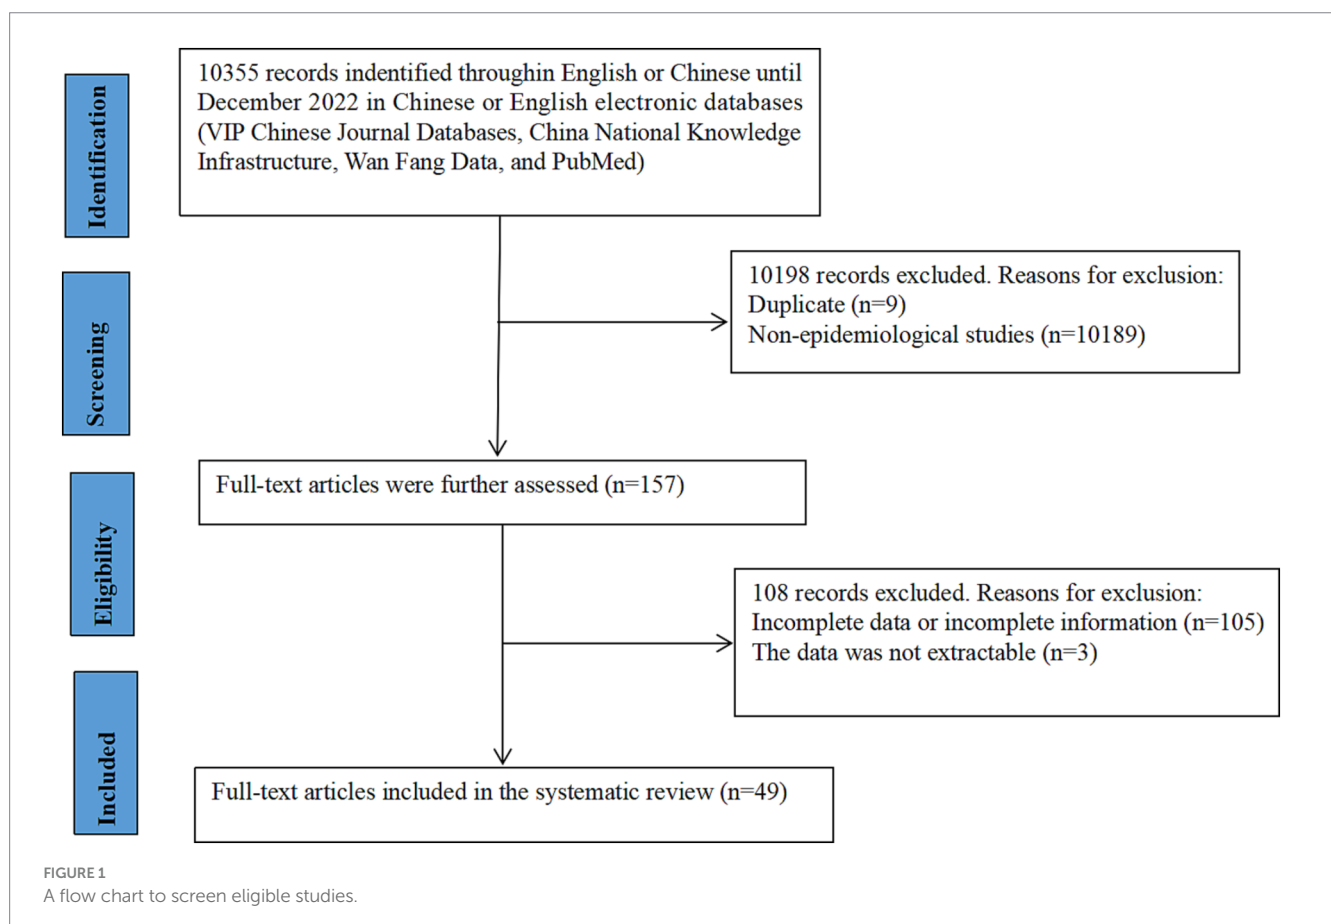 Identification
10355 records indentified throughin English or Chinese until
December 2022 in Chinese or English electronic databases
(VIP Chinese Journal Databases, China National Knowledge
Infrastructure, Wan Fang Data, and PubMed)
Screening
10198 records excluded. Reasons for exclusion:
Duplicate (n=9)
Non-epidemiological studies (n=10189)
Eligibility
Full-text articles were further assessed (n=157)
108 records excluded. Reasons for exclusion:
Incomplete data or incomplete information (n=105)
The data was not extractable (n=3)
Included
Full-text articles included in the systematic review (n=49)
FIGURE 1
A flow chart to screen eligible studies.